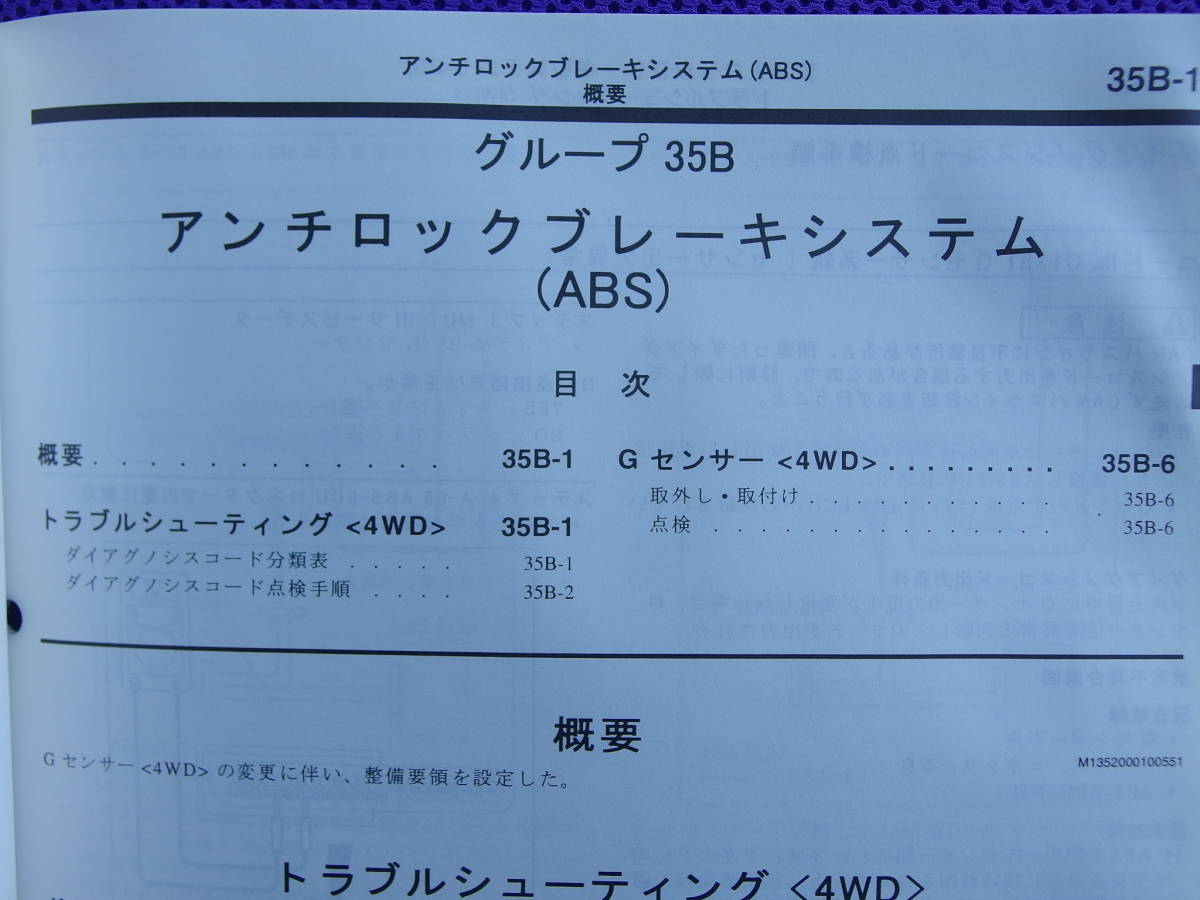 アンチロックブレーキシステム(ABS)
概要
35B-1
グループ 35B
アンチロックブレーキシステム
(ABS)
目 次
概要 . . . . . . . . . . . . . 35B-1
トラブルシューティング <4WD> 35B-1
ダイアグノシスコード分類表 . . . . . 35B-1
ダイアグノシスコード点検手順 . . . . 35B-2
G センサー <4WD> . . . . . . . . . 35B-6
取外し・取付け . . . . . . . . . . . . . 35B-6
点検 . . . . . . . . . . . . . . . 35B-6
概要
M1352000100551
G センサー <4WD> の変更に伴い、整備要領を設定した。
トラブルシューティング <4WD>